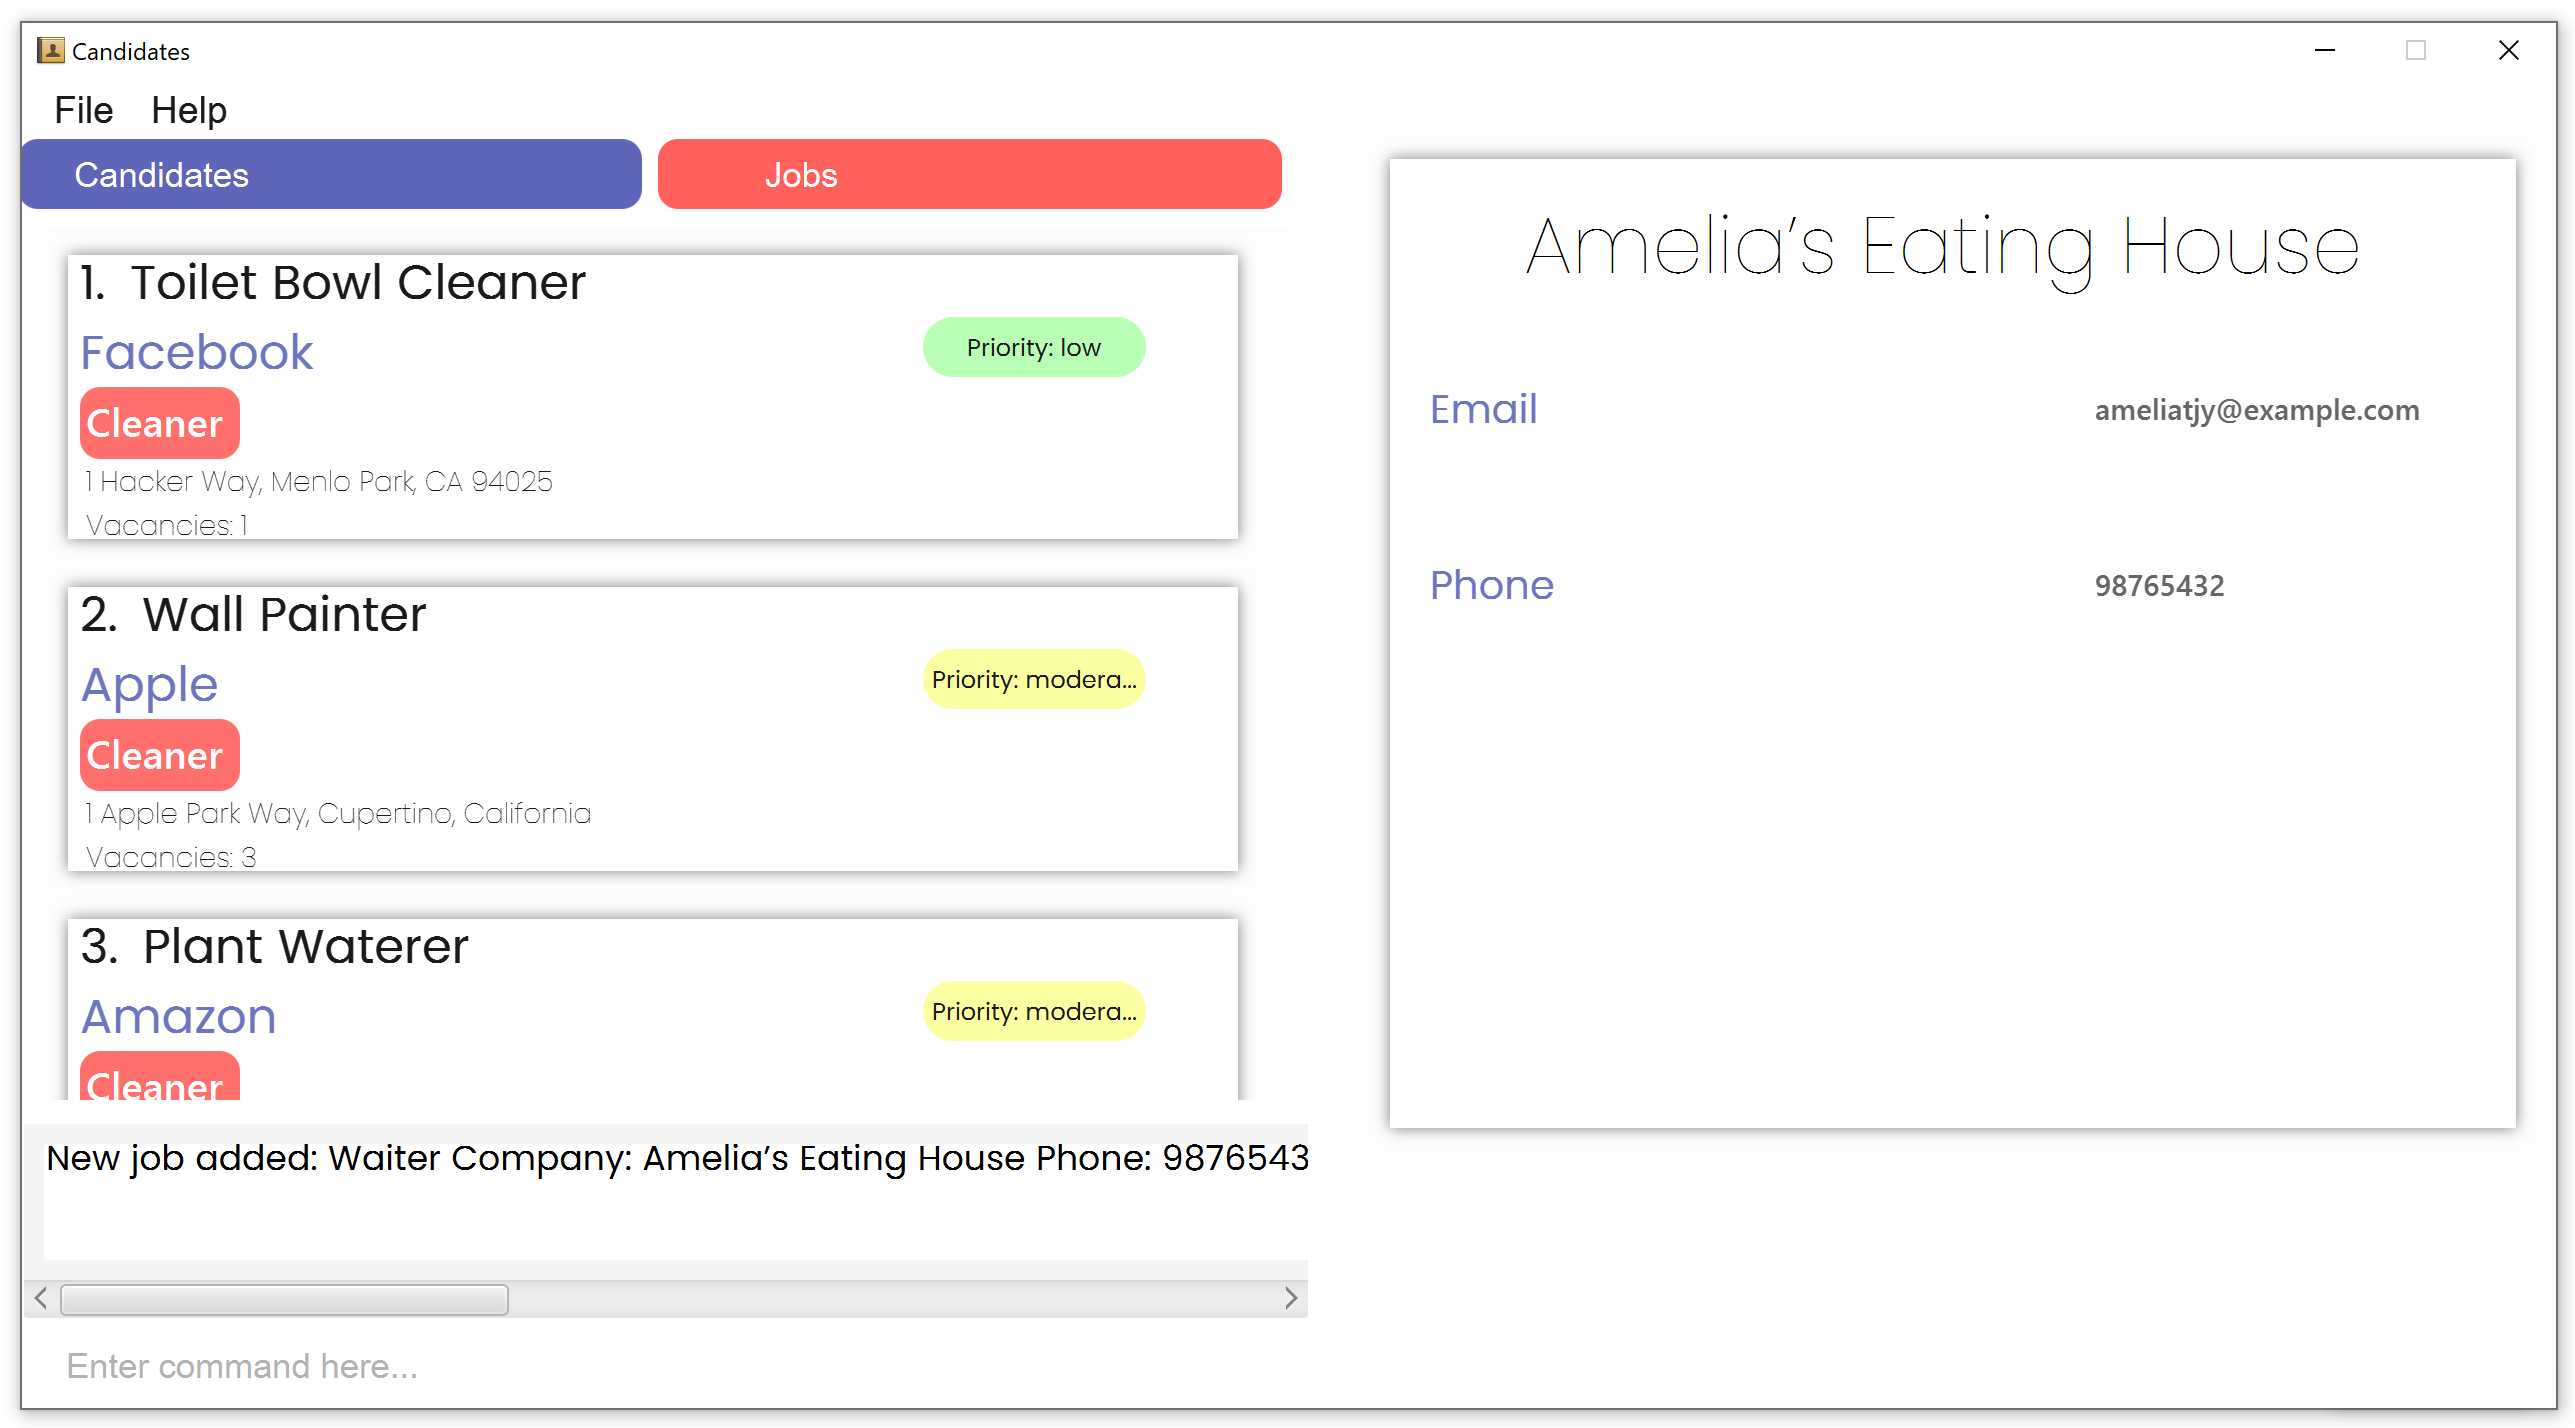 Candidates
File Help
Candidates Jobs
1. Toilet Bowl Cleaner
Facebook
Priority: low
Cleaner
1 Hacker Way, Menlo Park, CA 94025
Vacancies: 1
2. Wall Painter
Apple
Priority: modera...
Cleaner
1 Apple Park Way, Cupertino, California
Vacancies: 3
3. Plant Waterer
Amazon
Priority: modera...
Cleaner
New job added: Waiter Company: Amelia’s Eating House Phone: 9876543
Enter command here...
Amelia’s Eating House
Email ameliatjy@example.com
Phone 98765432